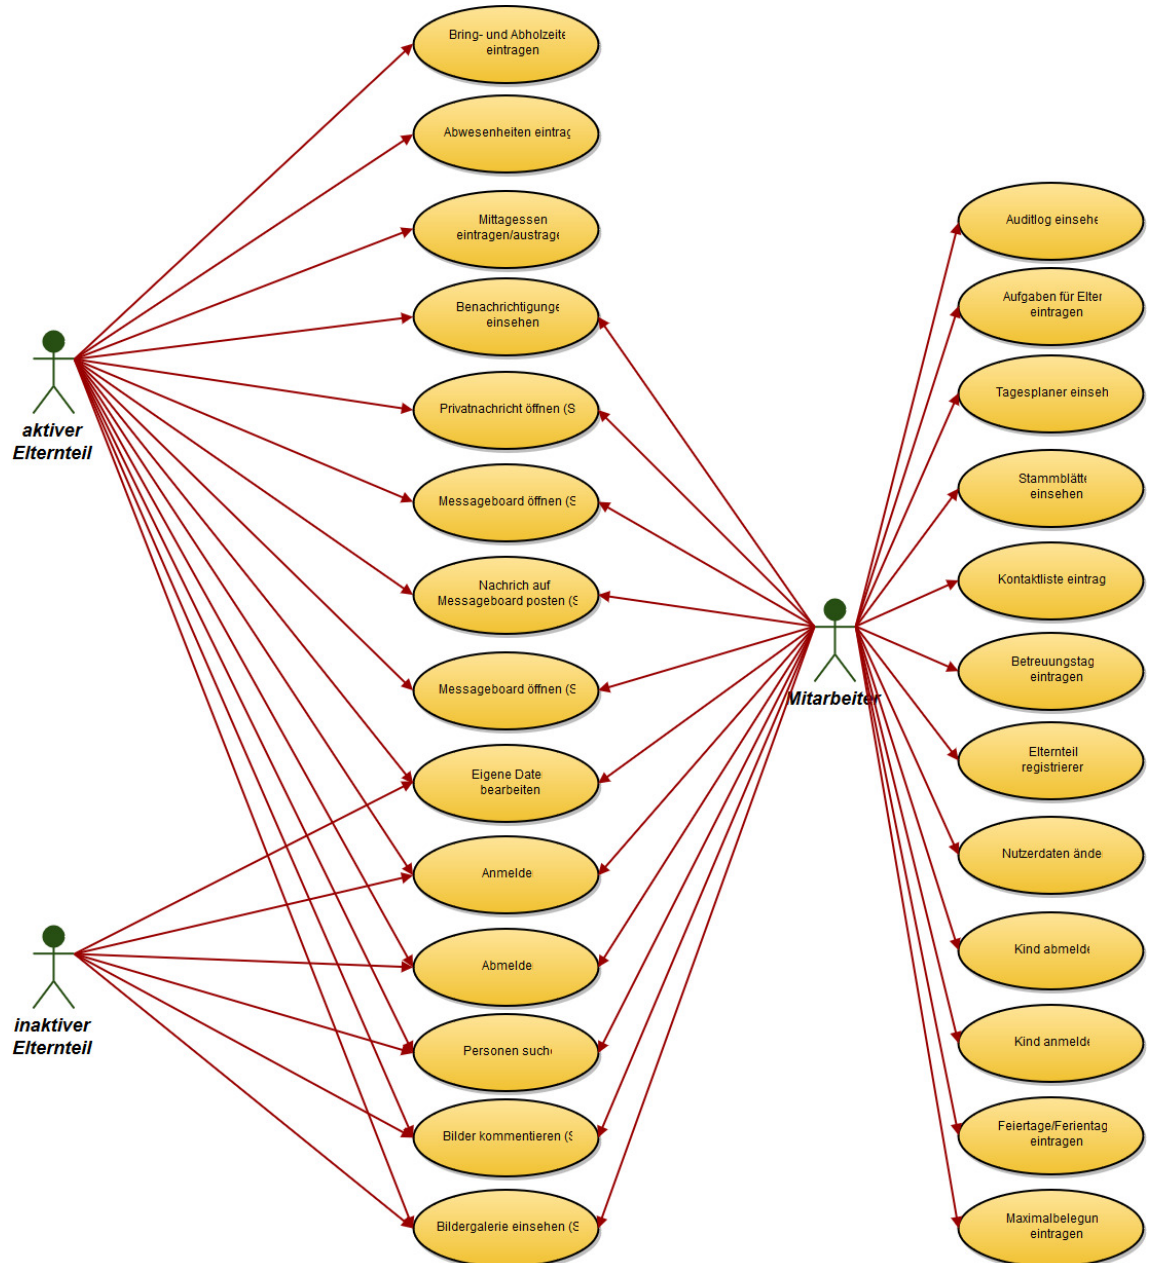 Bring- und Abholzeite
eintragen
Abwesenheiten eintrag
Mittagessen
eintragen/austrage
Benachrichtigunge
einsehen
Privatnachricht öffnen (S
Messageboard öffnen (S
Nachrich auf
Messageboard posten (S
Messageboard öffnen (S
Eigene Date
bearbeiten
Anmelde
Abmelde
Personen suche
Bilder kommentieren (S
Bildergalerie einsehen (S
aktiver
Elternteil
inaktiver
Elternteil
Mitarbeiter
Auditlog einsehe
Aufgaben für Elter
eintragen
Tagesplaner einseh
Stammblätte
einsehen
Kontaktliste eintrag
Betreuungstag
eintragen
Elternteil
registrierer
Nutzerdaten ände
Kind abmelde
Kind anmelde
Feiertage/Ferientag
eintragen
Maximalbelegun
eintragen